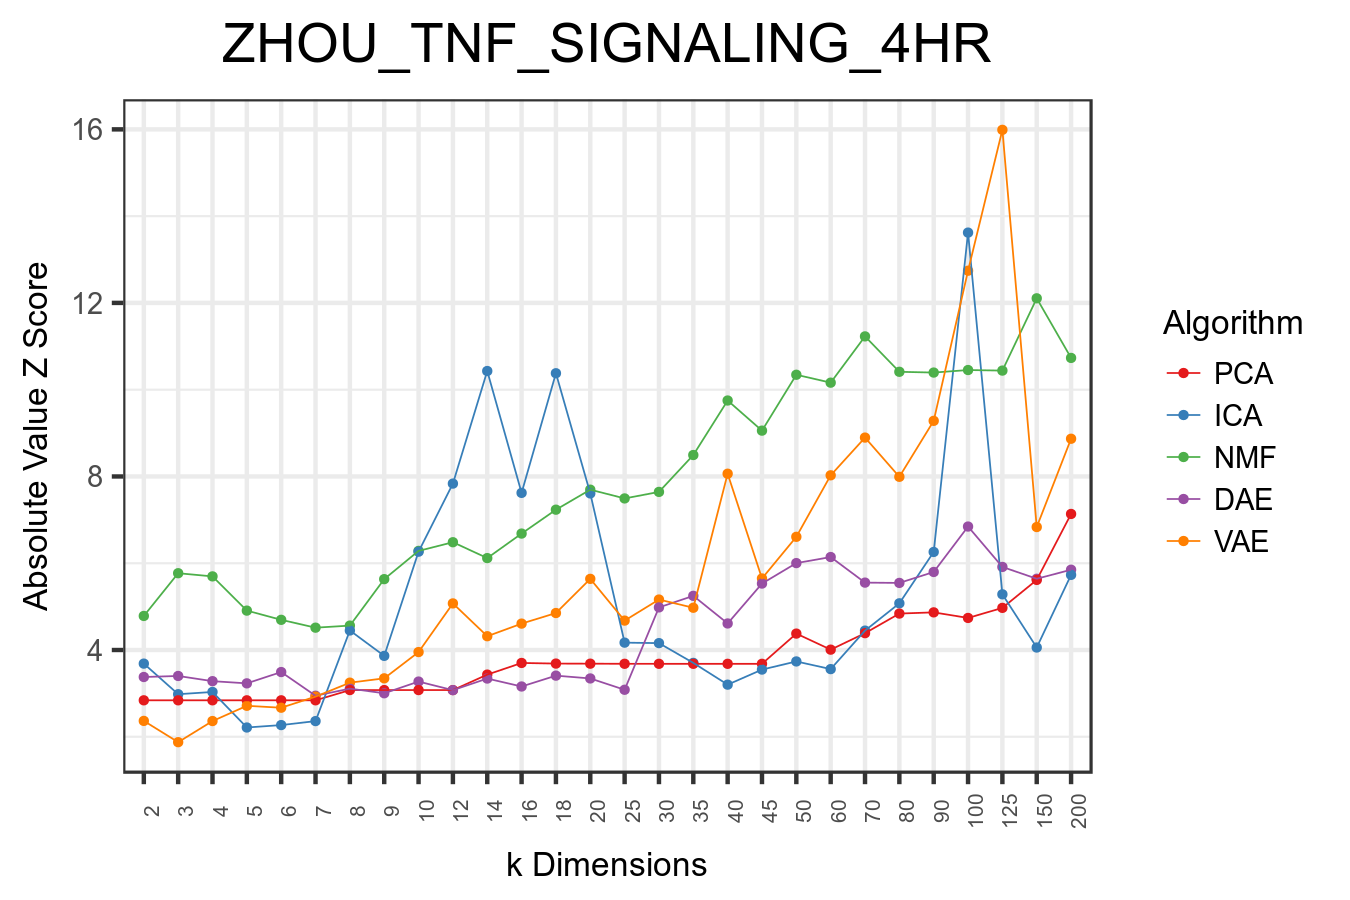 ZHOU_TNF_SIGNALING_4HR
Absolute Value Z Score
16
12
8
4
2 3 4 5 6 7 8 9 10 12 14 16 18 20 25 30 35 40 45 50 60 70 80 90 100 125 150 200
k Dimensions
Algorithm
PCA
ICA
NMF
DAE
VAE